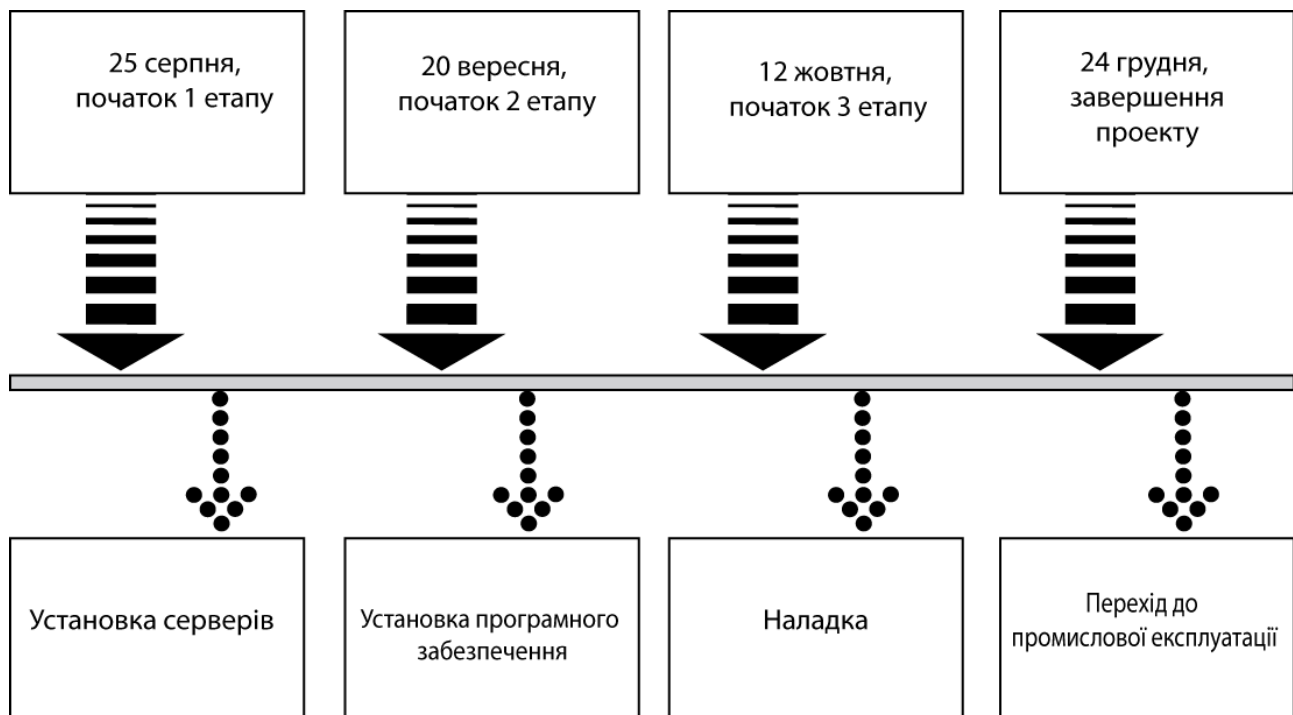 25 серпня,
початок 1 етапу
20 вересня,
початок 2 етапу
12 жовтня,
початок 3 етапу
24 грудня,
завершення
проекту
Установка серверів
Установка програмного
забезпечення
Наладка
Перехід до
промислової експлуатації